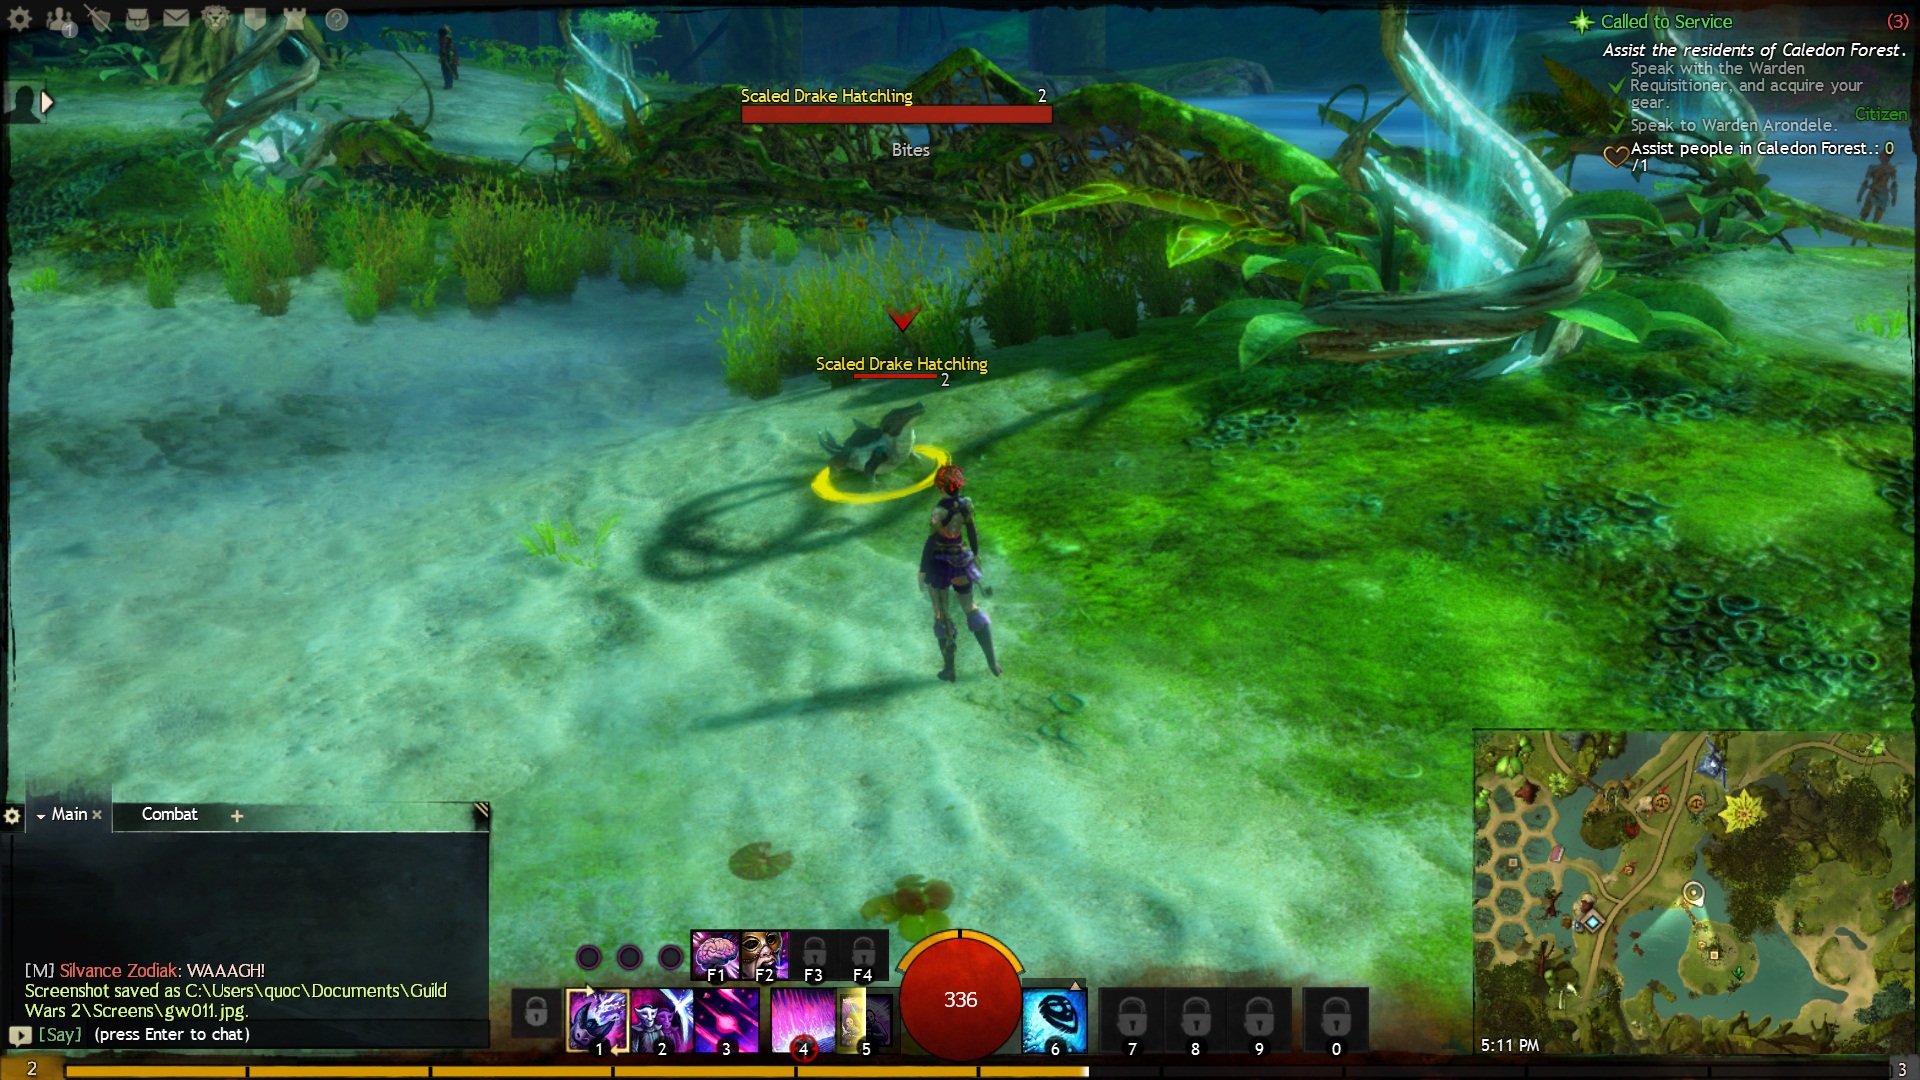 1
Called to Service
(3)
Assist the residents of Caledon Forest.
Speak with the Warden
Requisitioner, and acquire your
gear.
Citizen
Speak to Warden Arondele.
Assist people in Caledon Forest.: 0
/1
Scaled Drake Hatchling 2
Bites
Scaled Drake Hatchling
2
Main Combat
[M] Silvance Zodiak: WAAAGH!
Screenshot saved as C:\Users\quoc\Documents\Guild
Wars 2\Screens\gw011.jpg.
[Say] (press Enter to chat)
F1 F2 F3 F4
336
1 2 3 4 5 6 7 8 9 0
5:11 PM
2 3